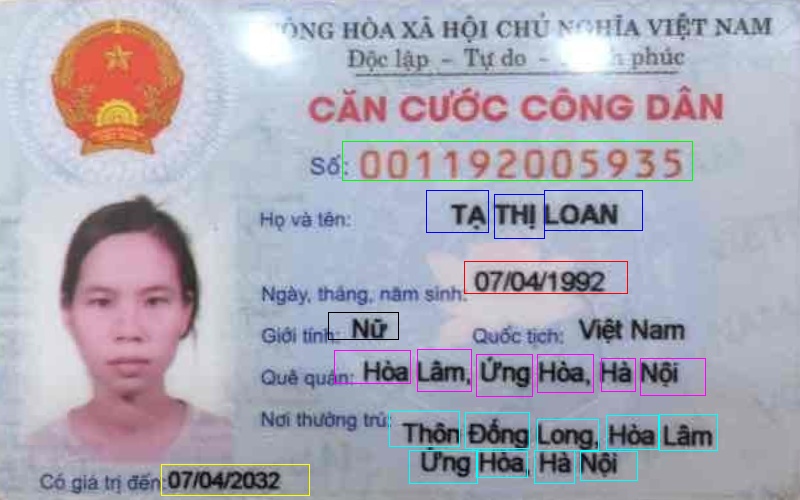 HÒA XÃ HỘI CHỦ NGHĨA VIỆT NAM
Độc lập - Tự do - phúc
CĂN CƯỚC CÔNG DÂN
Số: 001192005935
Họ và tên: TẠ THỊ LOAN
Ngày, tháng, năm sinh: 07/04/1992
Giới tính: Nữ Quốc tịch: Việt Nam
Quê quán: Hòa Lâm, Ứng Hòa, Hà Nội
Nơi thường trú: Thôn Đống Long, Hòa Lâm
Ứng Hòa, Hà Nội
Có giá trị đến: 07/04/2032